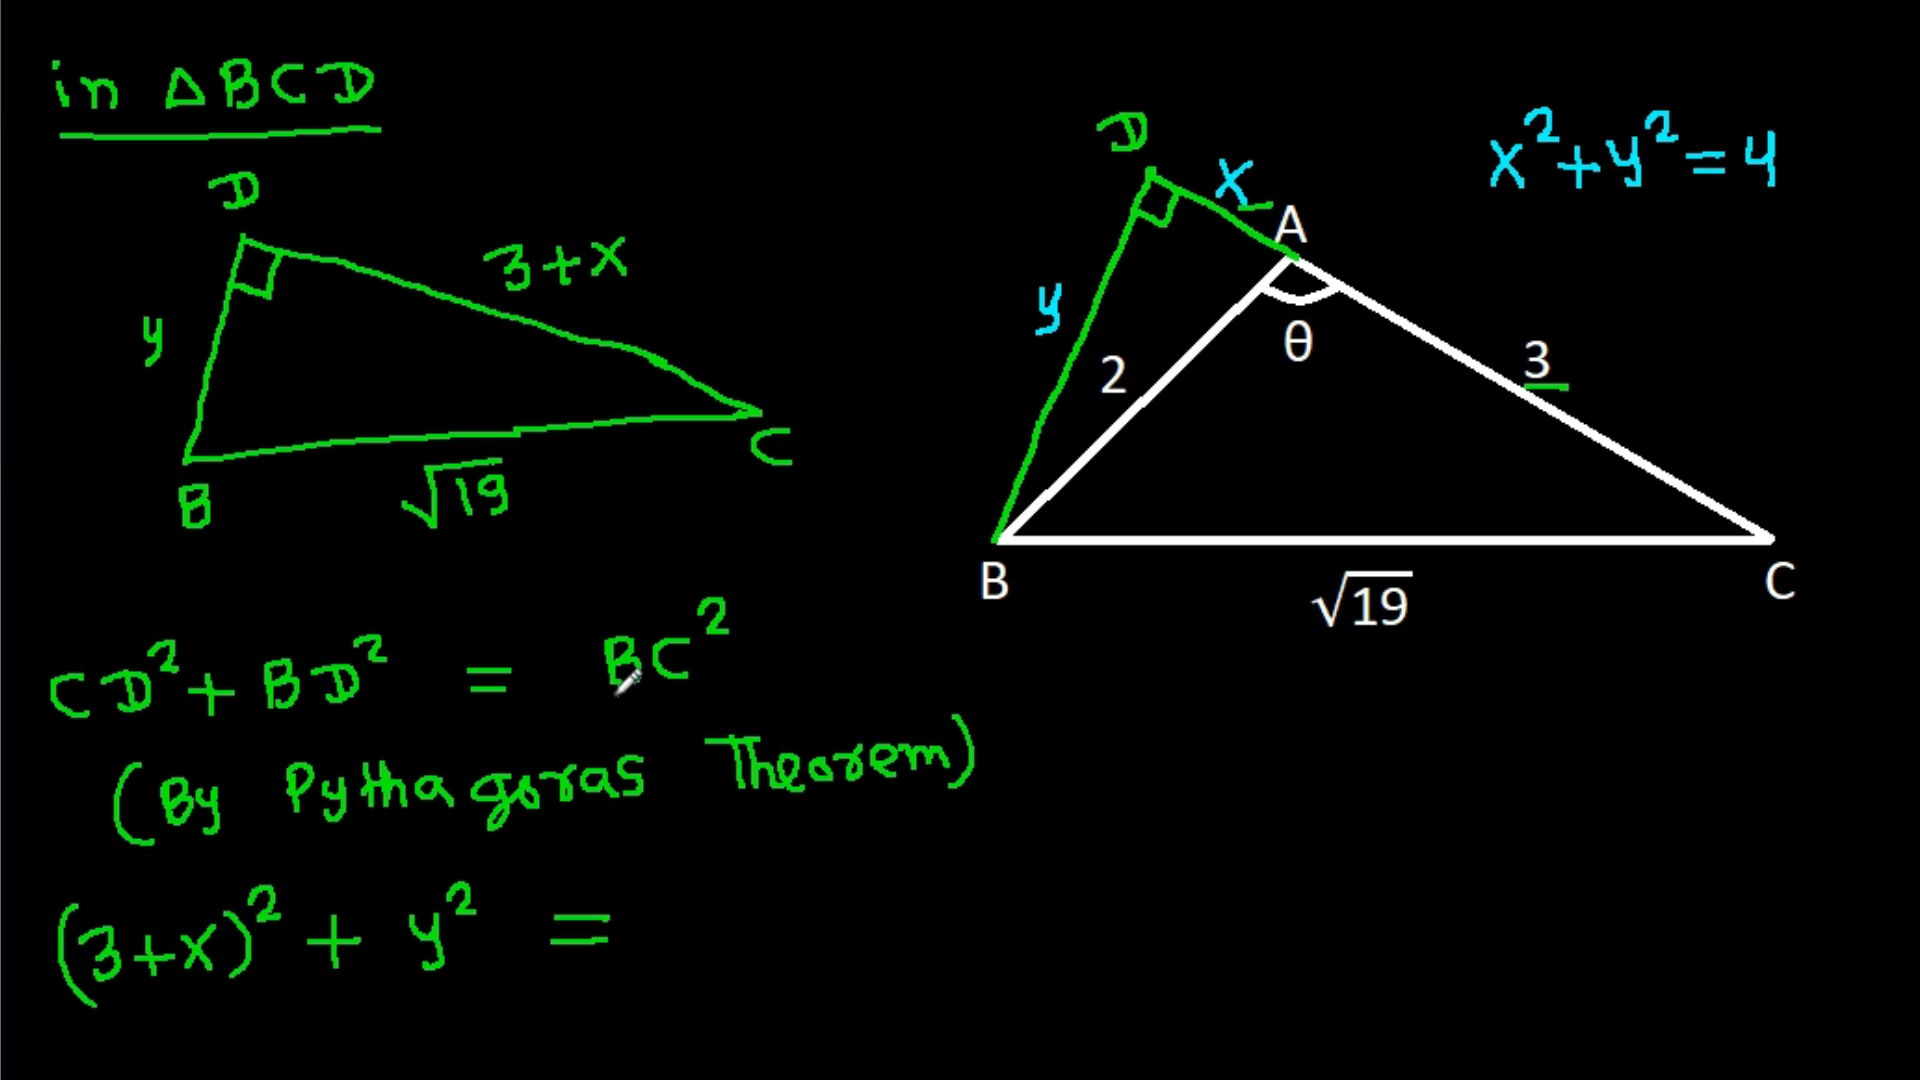 in ΔBCD
D
3+x
y
B
√19
C
CD²+BD² = BC²
(By Pythagoras Theorem)
(3+x)² + y² =
D
x
A
y
2
θ
3
B
√19
C
x²+y²=4